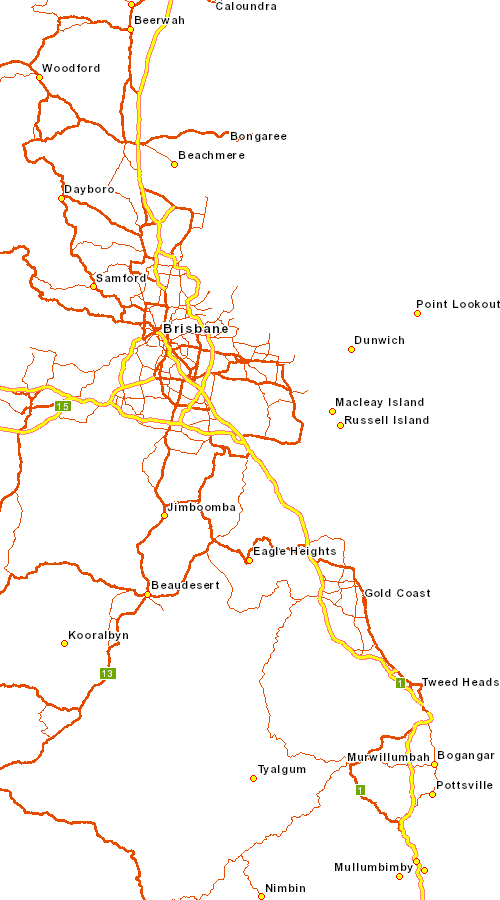 Caloundra
Beerwah
Woodford
Bongaree
Beachmere
Dayboro
Samford
Point Lookout
Brisbane
Dunwich
Macleay Island
15
Russell Island
Jimboomba
Eagle Heights
Beaudesert
Gold Coast
Kooralbyn
13
1
Tweed Heads
Murwillumbah
Bogangar
Tyalgum
Pottsville
1
Mullumbimby
Nimbin